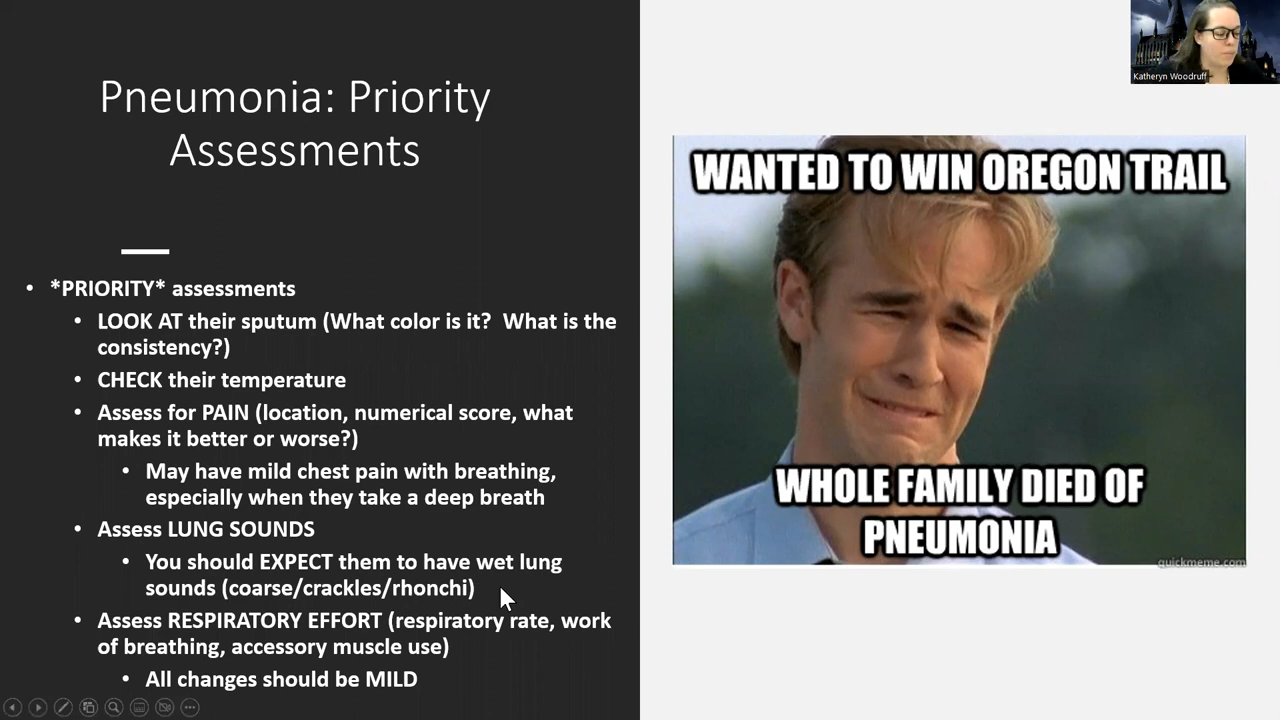 Pneumonia: Priority
Assessments
• *PRIORITY* assessments
• LOOK AT their sputum (What color is it?  What is the
consistency?)
• CHECK their temperature
• Assess for PAIN (location, numerical score, what
makes it better or worse?)
• May have mild chest pain with breathing,
especially when they take a deep breath
• Assess LUNG SOUNDS
• You should EXPECT them to have wet lung
sounds (coarse/crackles/rhonchi)
• Assess RESPIRATORY EFFORT (respiratory rate, work
of breathing, accessory muscle use)
• All changes should be MILD
Katheryn Woodruff
WANTED TO WIN OREGON TRAIL
WHOLE FAMILY DIED OF
PNEUMONIA
quickmeme.com